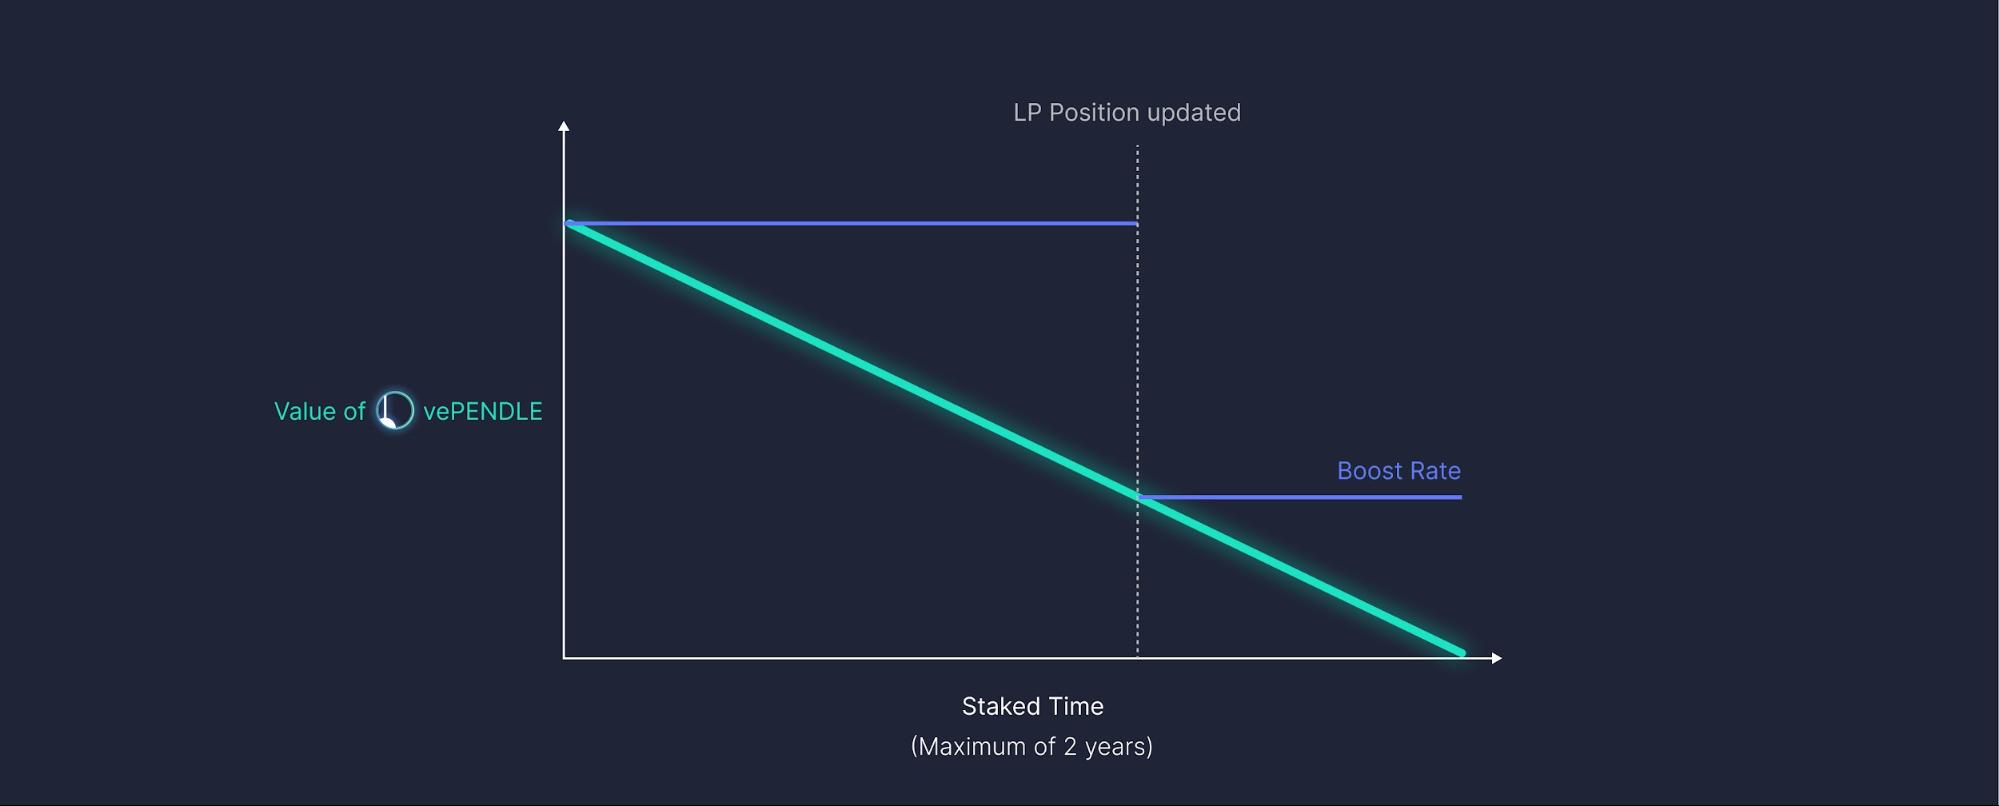 LP Position updated
Value of vePENDLE
Boost Rate
Staked Time
(Maximum of 2 years)